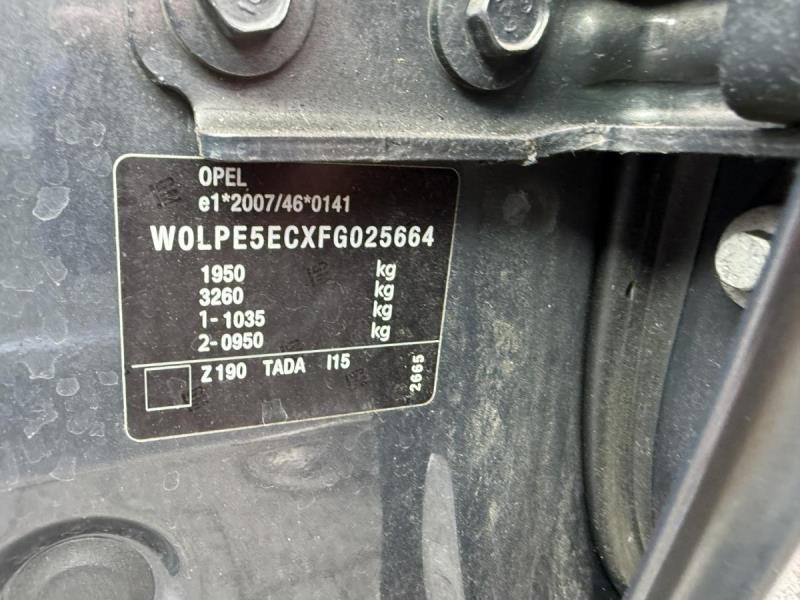 OPEL
e1*2007/46*0141
W0LPE5ECXFG025664
1950 kg
3260 kg
1-1035 kg
2-0950 kg
Z190 TADA I15
2665